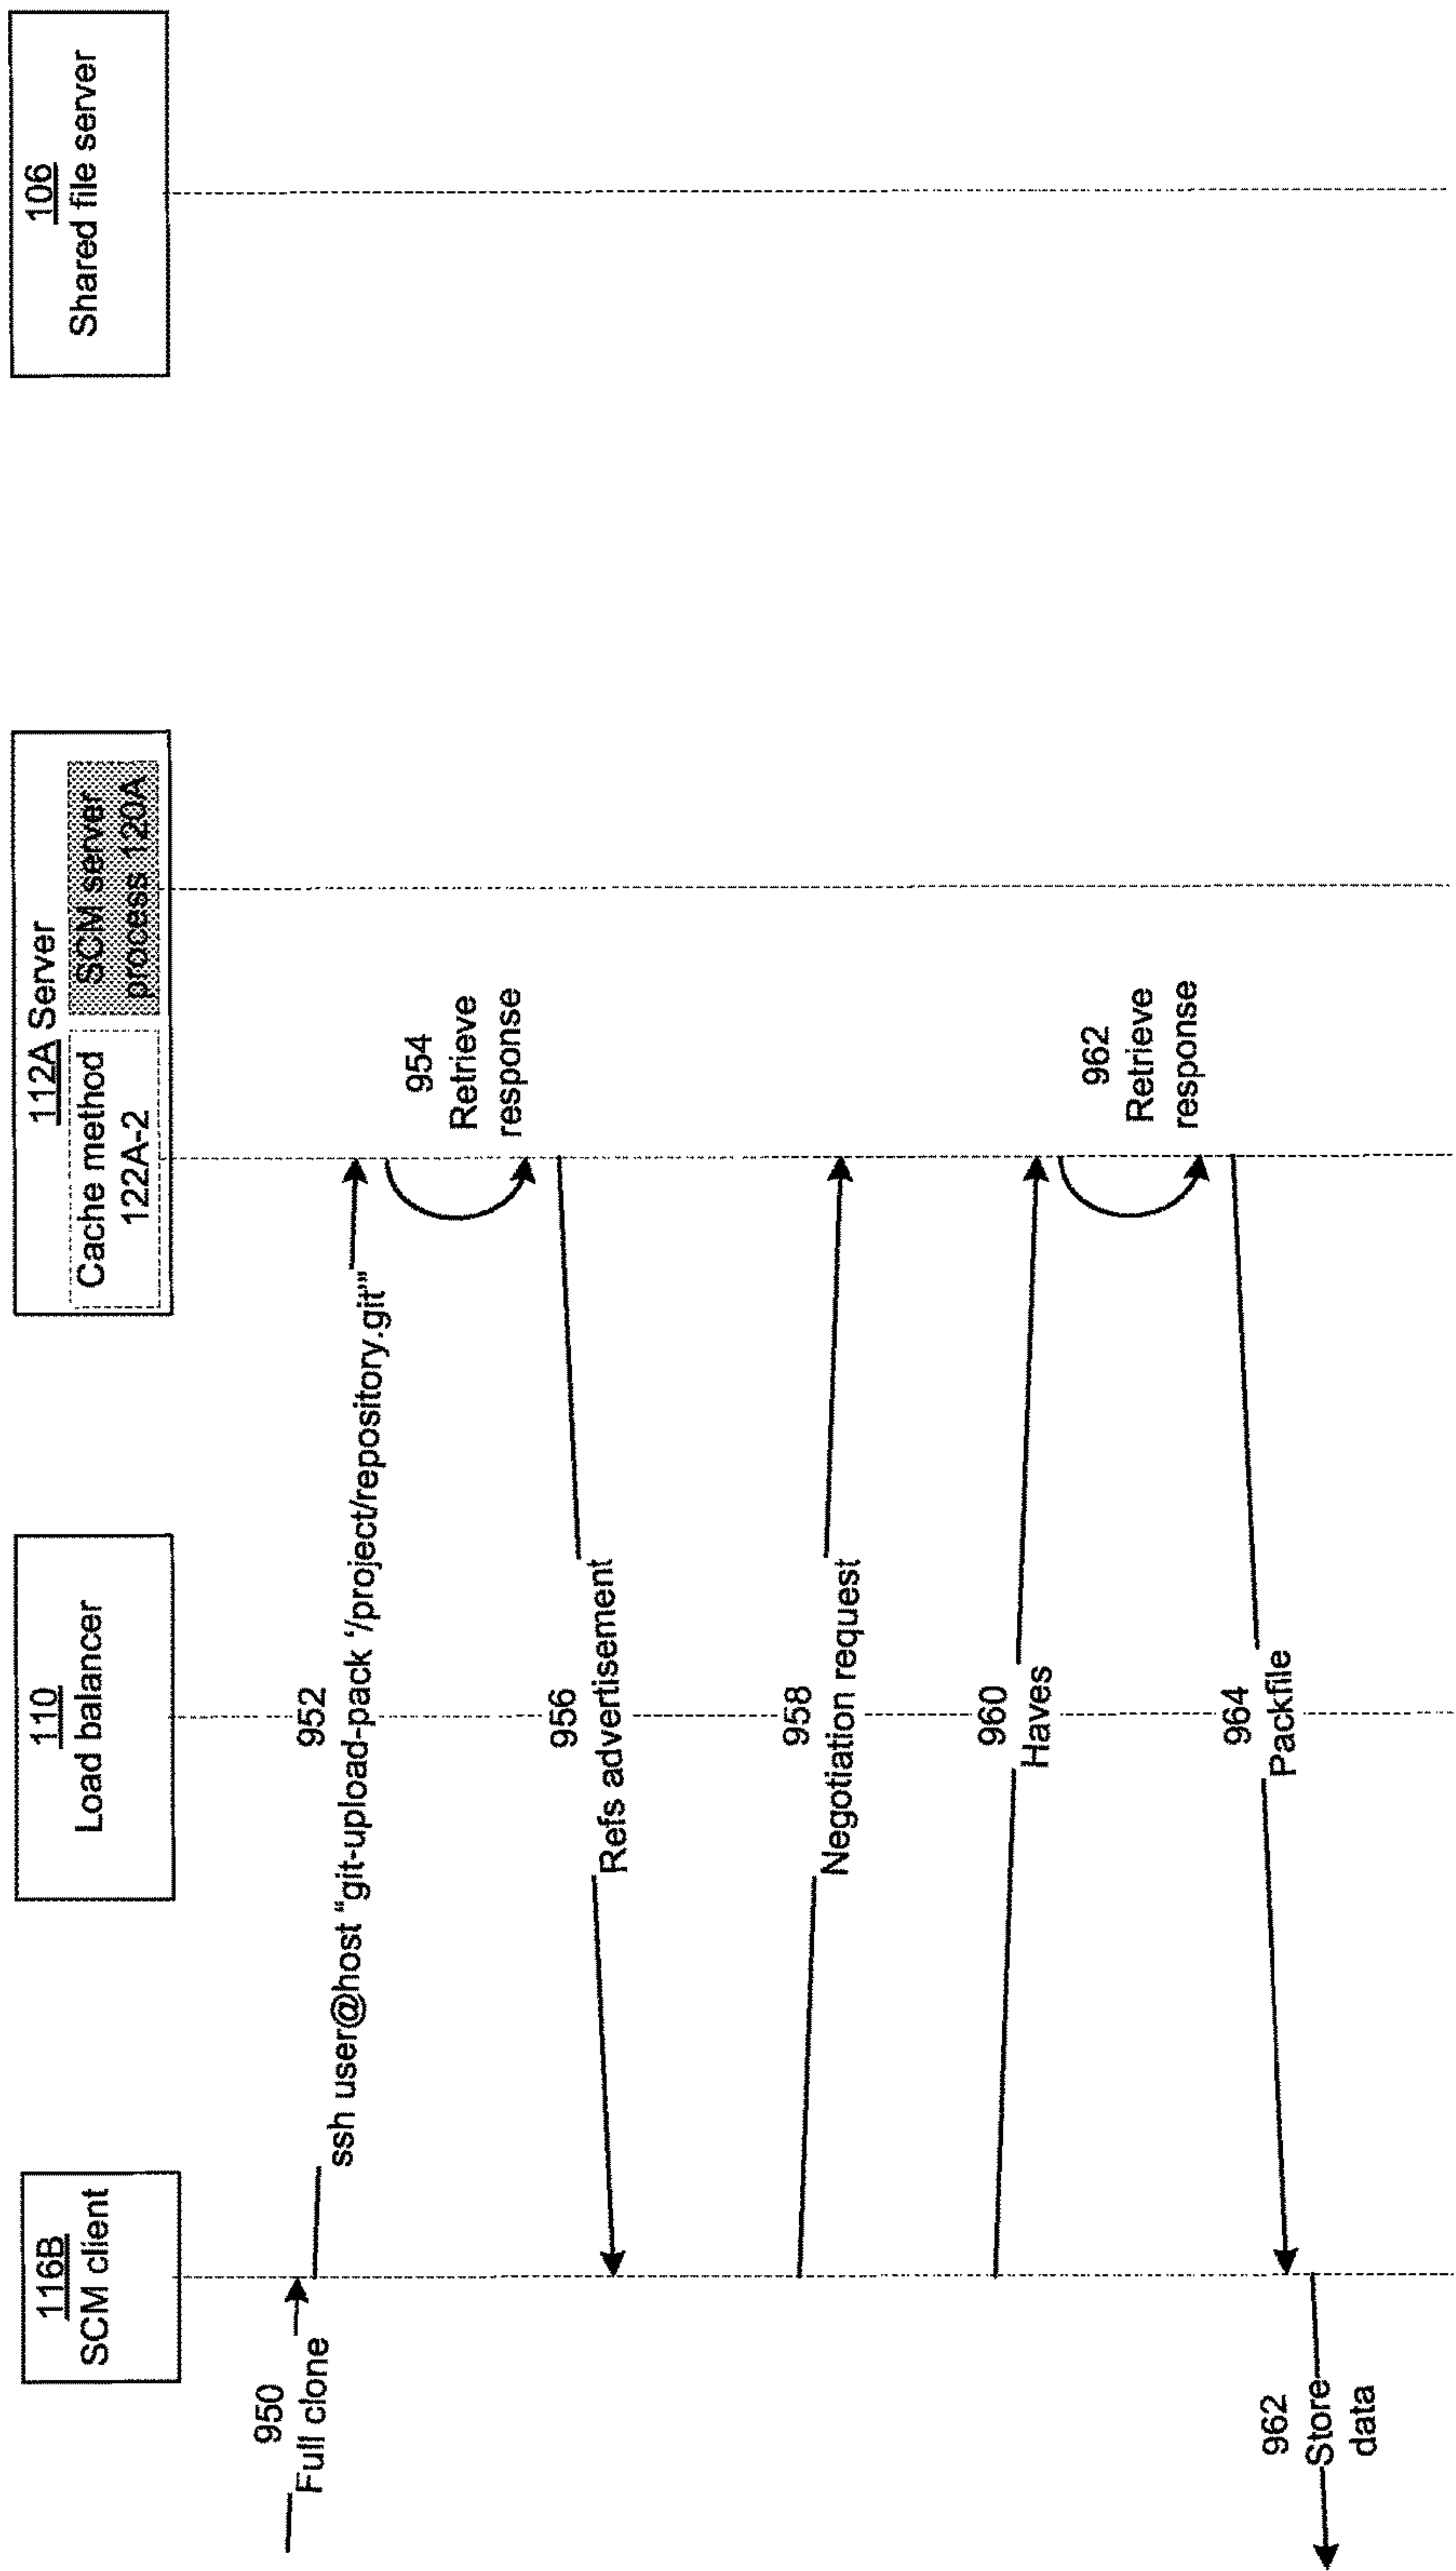 116B
SCM client
110
Load balancer
112A Server
Cache method
122A-2
SCM server
process 120A
106
Shared file server
950
Full clone
952
ssh user@host “git-upload-pack ‘/project/repository.git’”
954
Retrieve
response
956
Refs advertisement
958
Negotiation request
960
Haves
962
Retrieve
response
964
Packfile
962
Store
data